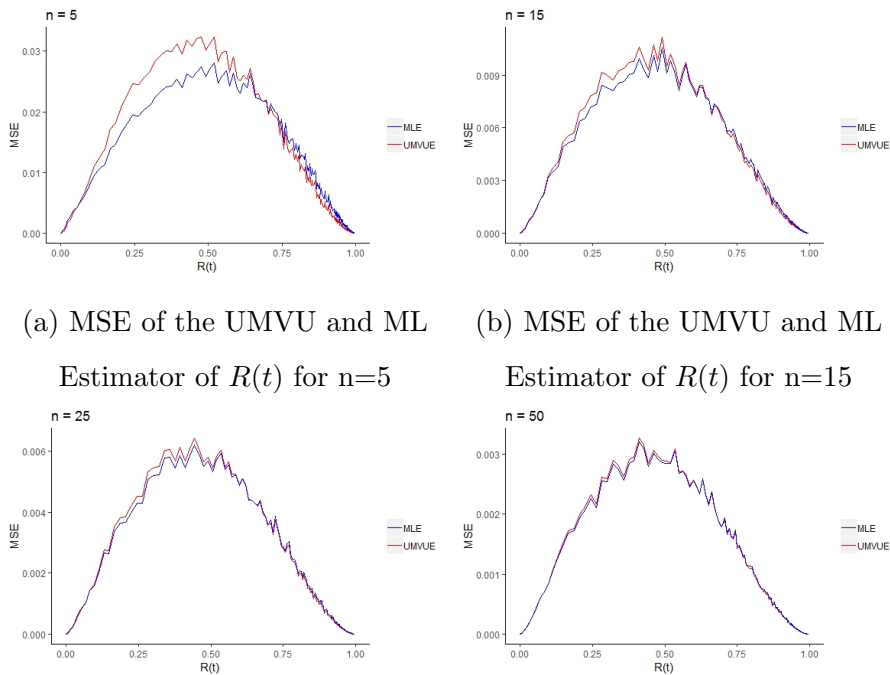 n = 5
0.03
0.02
0.01
0.00
MSE
0.00 0.25 0.50 0.75 1.00
R(t)
MLE
UMVUE
n = 15
0.009
0.006
0.003
0.000
MSE
0.00 0.25 0.50 0.75 1.00
R(t)
MLE
UMVUE
(a) MSE of the UMVU and ML
Estimator of R(t) for n=5
(b) MSE of the UMVU and ML
Estimator of R(t) for n=15
n = 25
0.006
0.004
0.002
0.000
MSE
0.00 0.25 0.50 0.75 1.00
R(t)
MLE
UMVUE
n = 50
0.003
0.002
0.001
0.000
MSE
0.00 0.25 0.50 0.75 1.00
R(t)
MLE
UMVUE